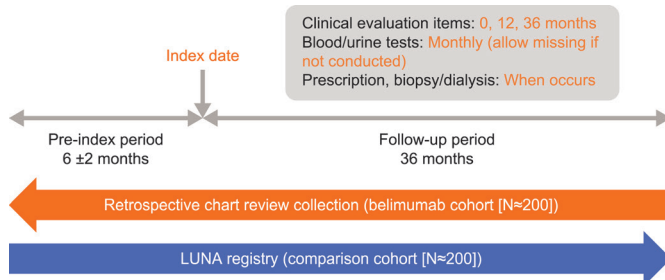 Clinical evaluation items: 0, 12, 36 months
Blood/urine tests: Monthly (allow missing if
not conducted)
Prescription, biopsy/dialysis: When occurs
Index date
Pre-index period
6 ±2 months
Follow-up period
36 months
Retrospective chart review collection (belimumab cohort [N≈200])
LUNA registry (comparison cohort [N≈200])